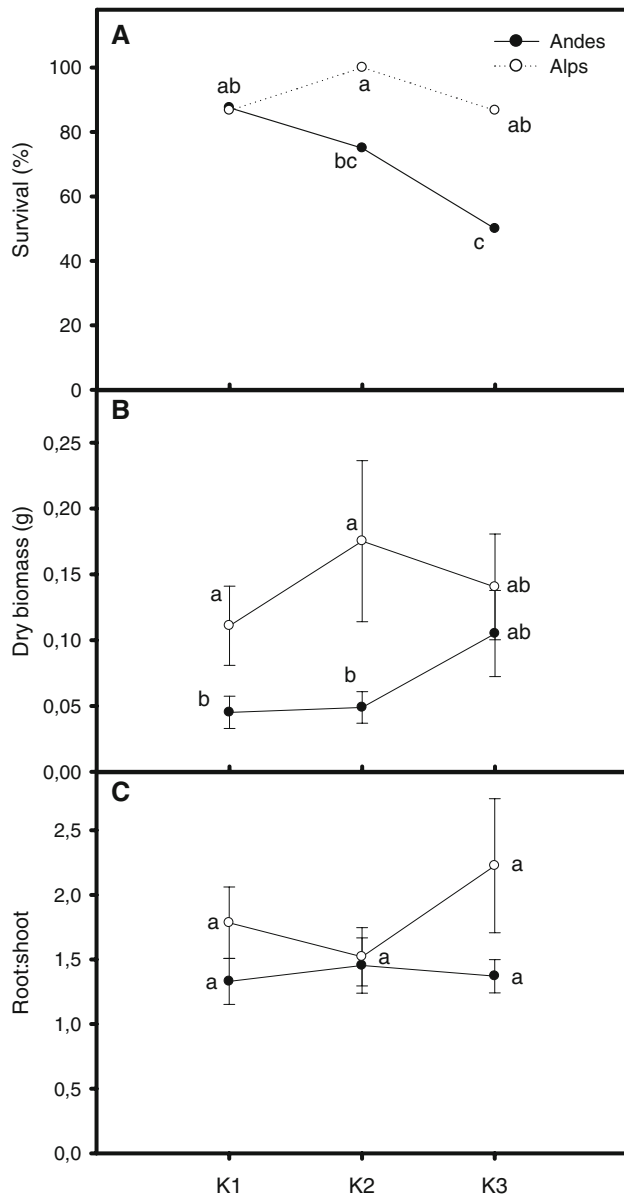 A
Andes
Alps
100
80
60
40
20
0
Survival (%)
ab
a
ab
bc
c
B
0,25
0,20
0,15
0,10
0,05
0,00
Dry biomass (g)
a
a
ab
ab
b
b
C
2,5
2,0
1,5
1,0
0,5
0,0
Root:shoot
a
a
a
a
a
K1 K2 K3